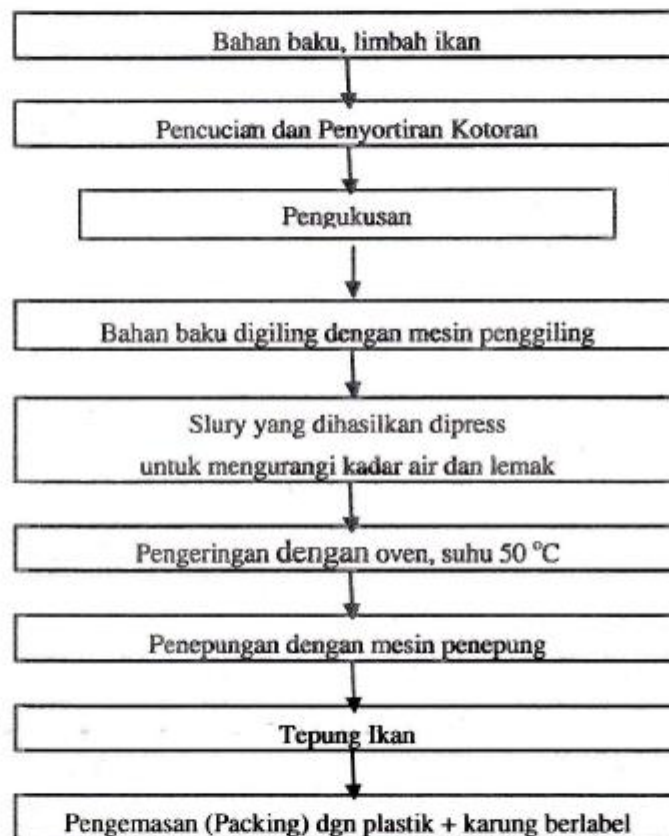 Bahan baku, limbah ikan
Pencucian dan Penyortiran Kotoran
Pengukusan
Bahan baku digiling dengan mesin penggiling
Slury yang dihasilkan dipress
untuk mengurangi kadar air dan lemak
Pengeringan dengan oven, suhu 50 °C
Penepungan dengan mesin penepung
Tepung Ikan
Pengemasan (Packing) dgn plastik + karung berlabel